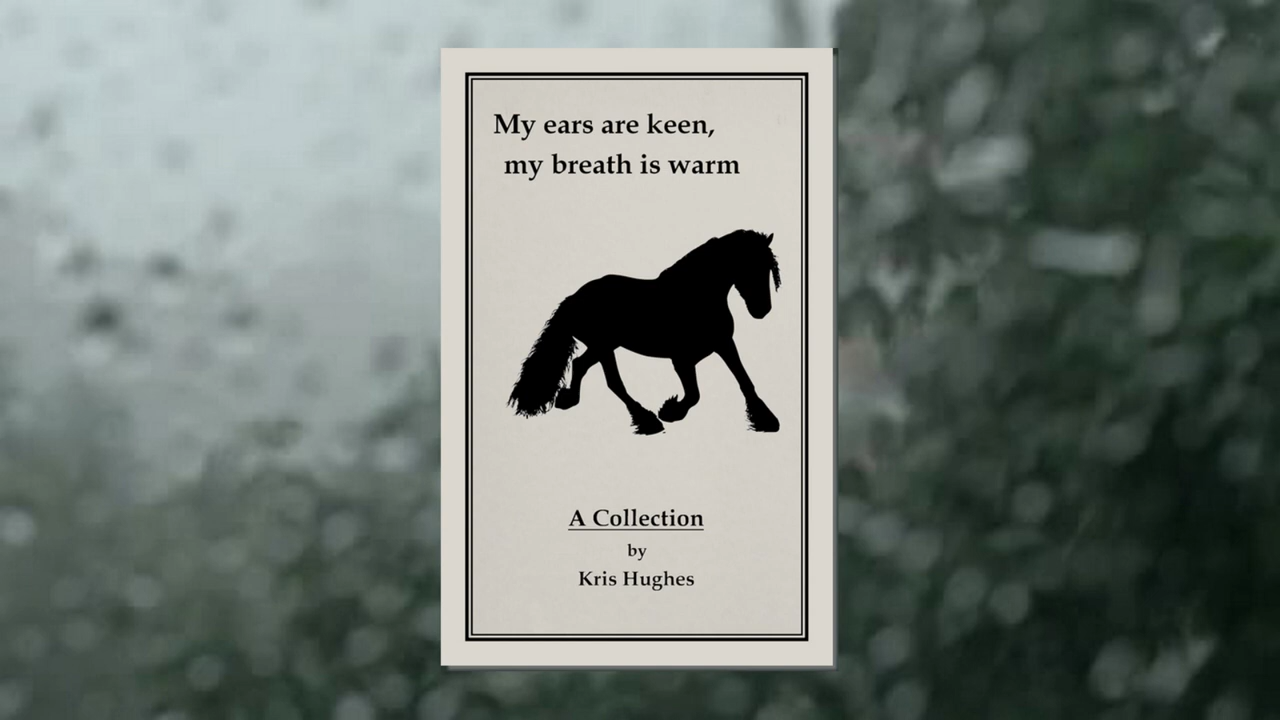 My ears are keen,
my breath is warm
A Collection
by
Kris Hughes